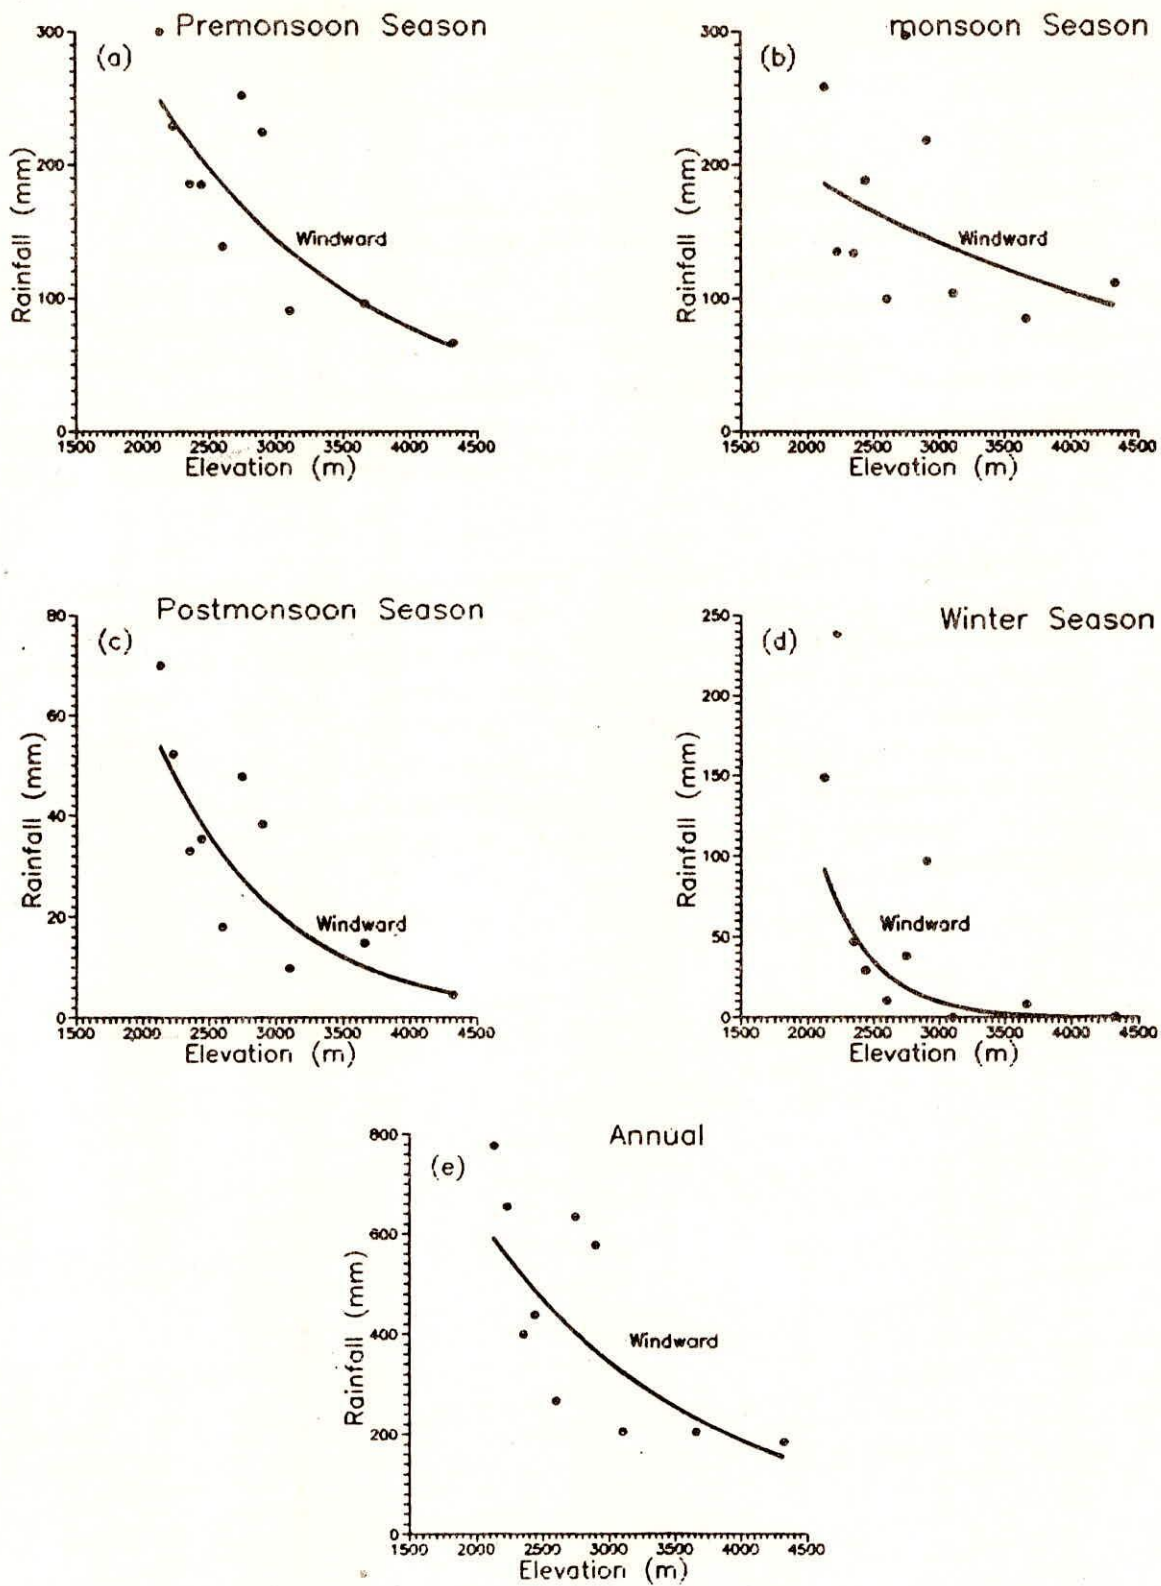 Premonsoon Season
(a)
300
200
100
0
Rainfall (mm)
Windward
1500 2000 2500 3000 3500 4000 4500
Elevation (m)
monsoon Season
(b)
300
200
100
0
Rainfall (mm)
Windward
1500 2000 2500 3000 3500 4000 4500
Elevation (m)
Postmonsoon Season
(c)
80
60
40
20
0
Rainfall (mm)
Windward
1500 2000 2500 3000 3500 4000 4500
Elevation (m)
Winter Season
(d)
250
200
150
100
50
0
Rainfall (mm)
Windward
1500 2000 2500 3000 3500 4000 4500
Elevation (m)
Annual
(e)
800
600
400
200
0
Rainfall (mm)
Windward
1500 2000 2500 3000 3500 4000 4500
Elevation (m)